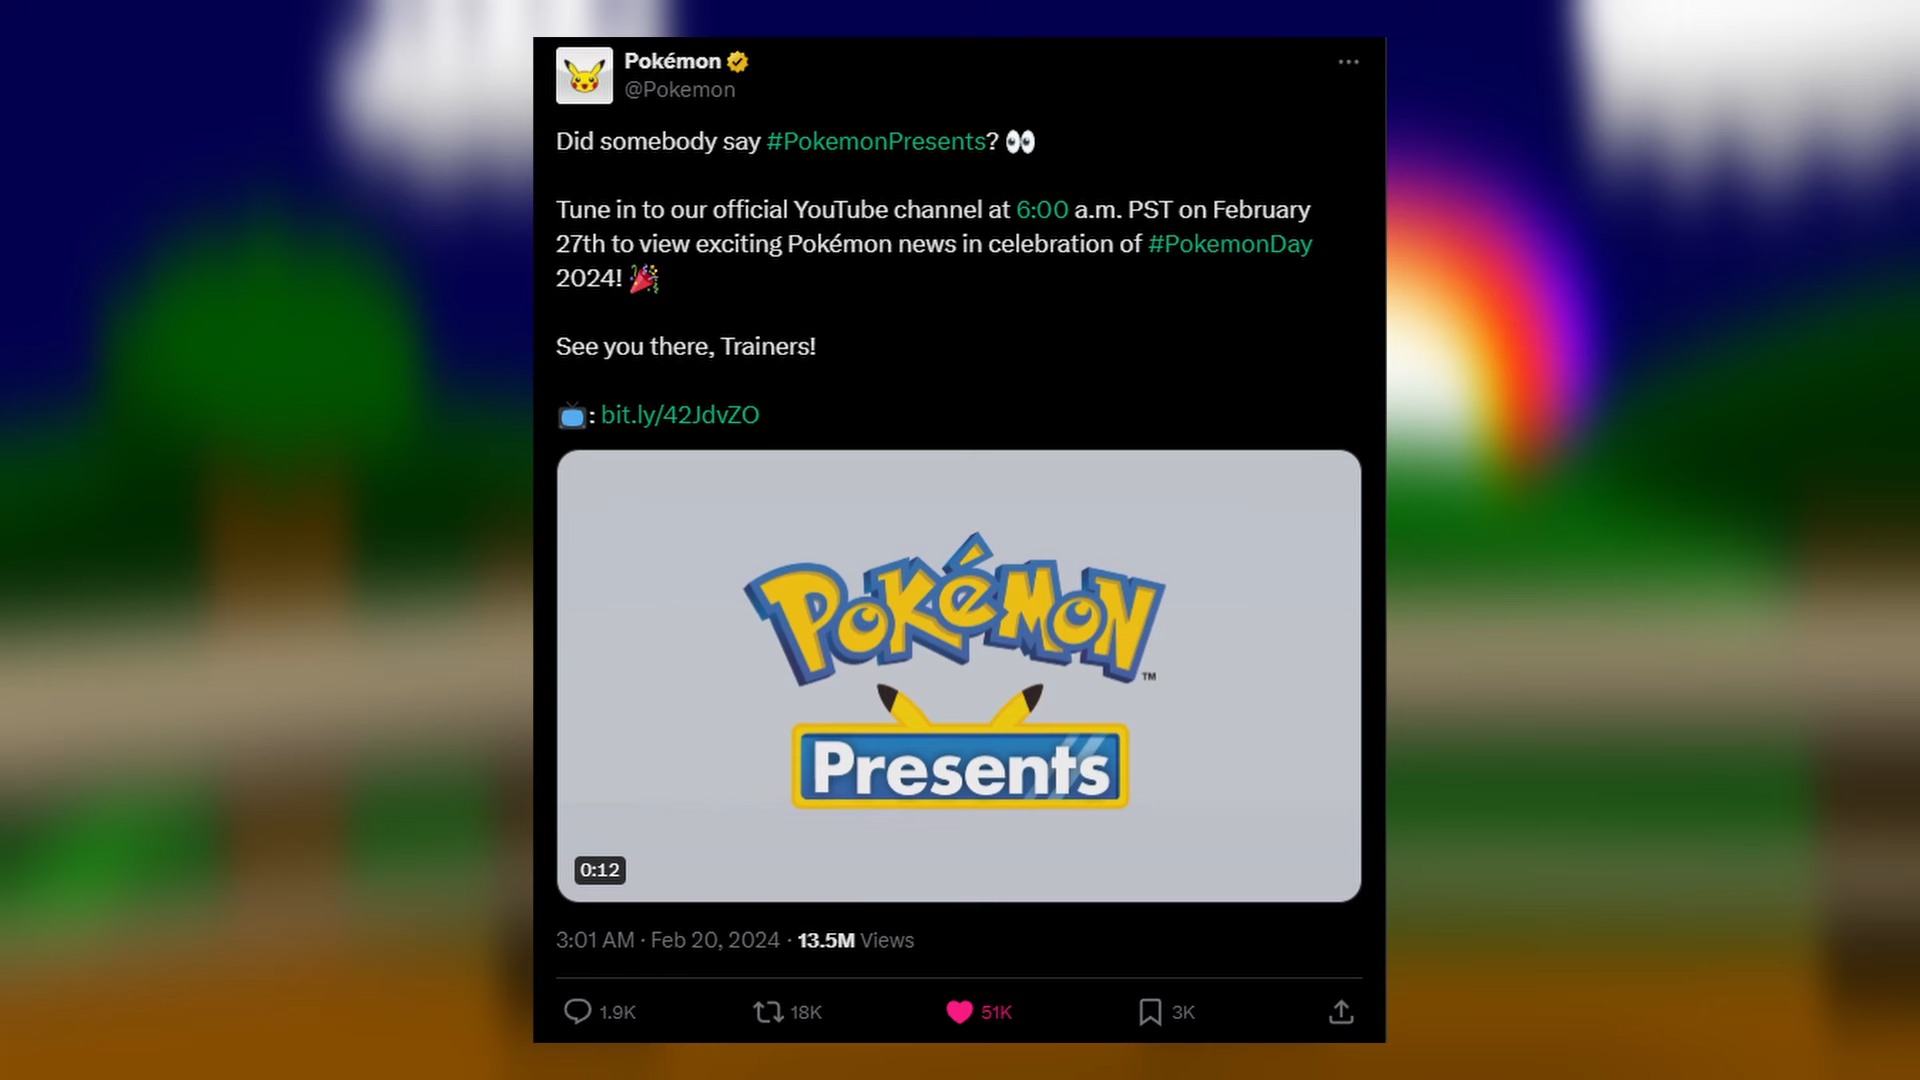 Pokémon
@Pokemon
Did somebody say #PokemonPresents? 👀
Tune in to our official YouTube channel at 6:00 a.m. PST on February
27th to view exciting Pokémon news in celebration of #PokemonDay
2024! 🎉
See you there, Trainers!
📺: bit.ly/42JdvZO
POKéMON
TM
Presents
0:12
3:01 AM · Feb 20, 2024 · 13.5M Views
1.9K 18K 51K 3K